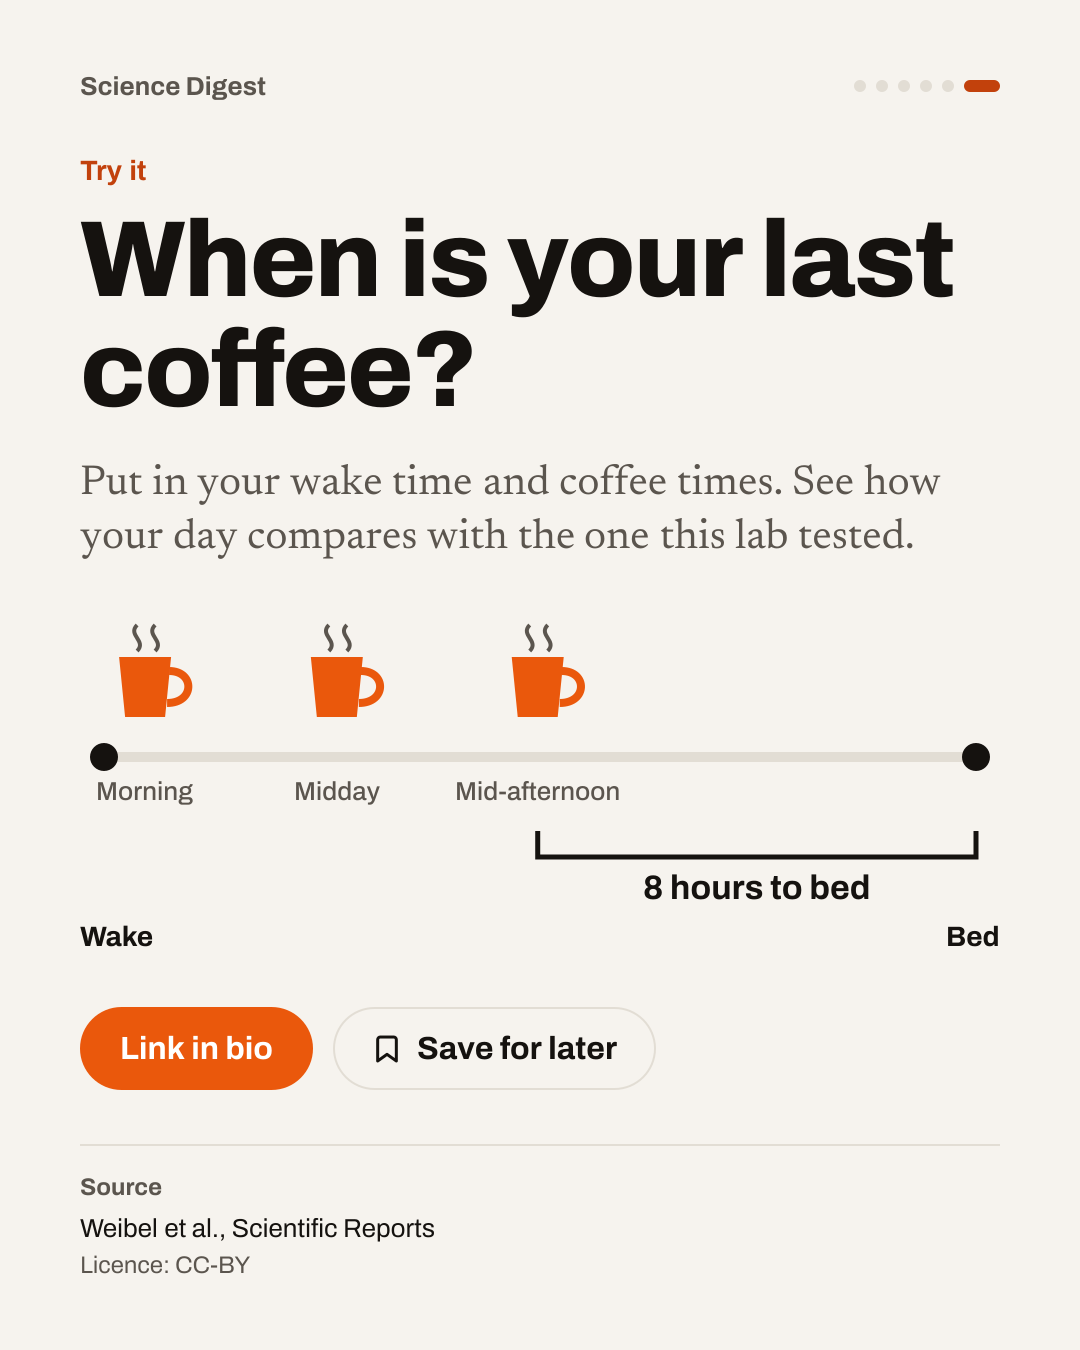 Science Digest
Try it
When is your last
coffee?
Put in your wake time and coffee times. See how
your day compares with the one this lab tested.
Morning
Midday
Mid-afternoon
8 hours to bed
Wake
Bed
Link in bio
Save for later
Source
Weibel et al., Scientific Reports
Licence: CC-BY